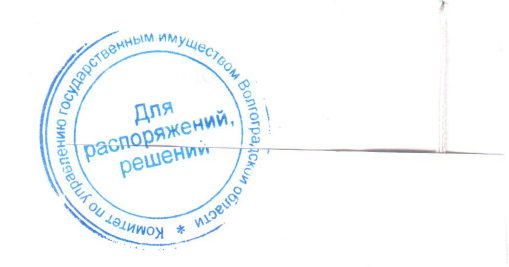 Комитет по управлению государственным имуществом Волгоградской области *
Для
распоряжений,
решений